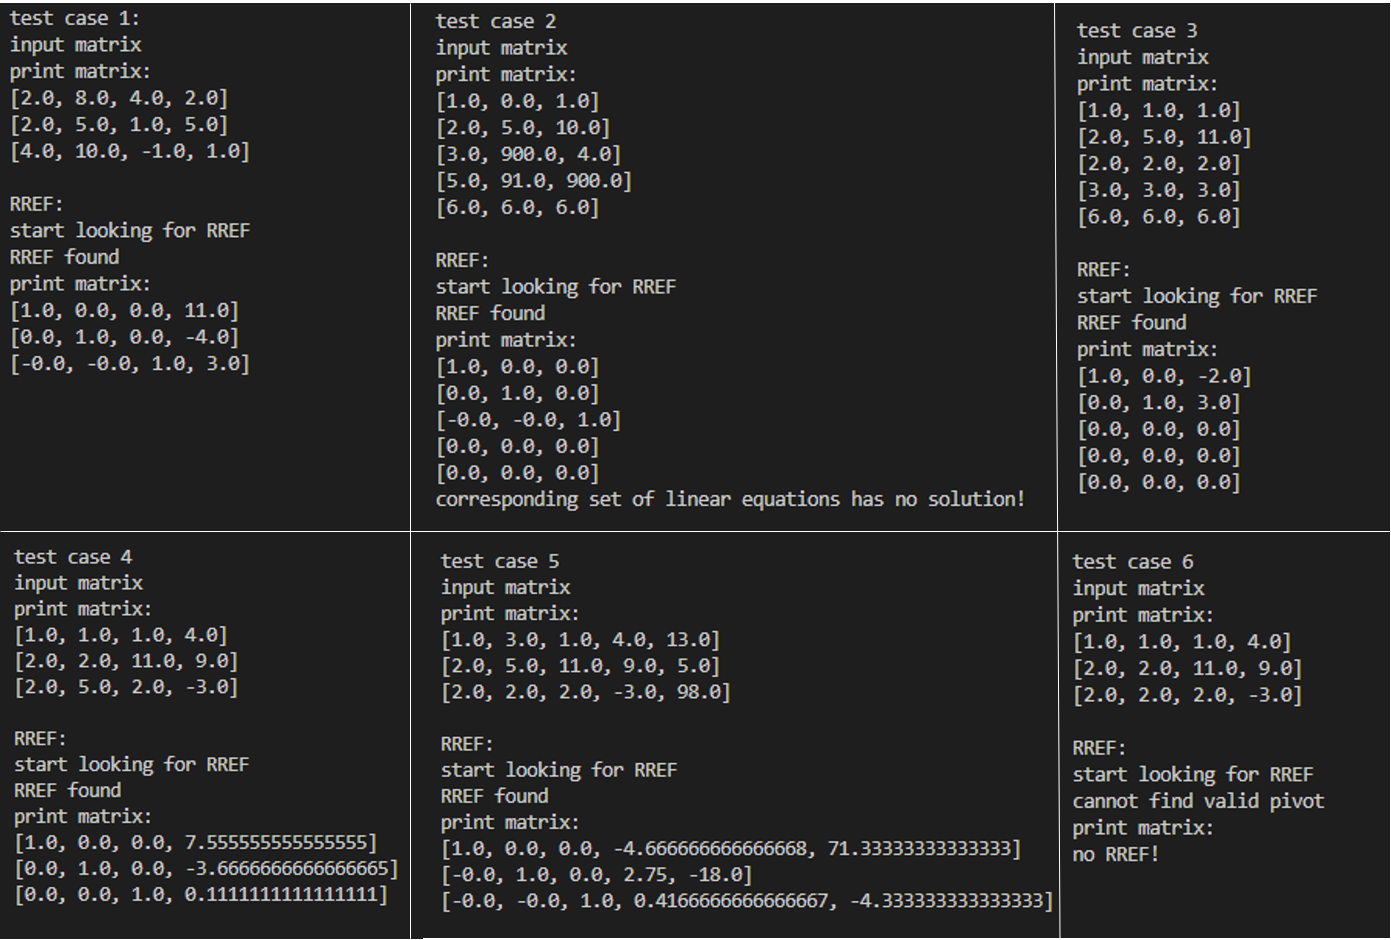 test case 1:
input matrix
print matrix:
[2.0, 8.0, 4.0, 2.0]
[2.0, 5.0, 1.0, 5.0]
[4.0, 10.0, -1.0, 1.0]
RREF:
start looking for RREF
RREF found
print matrix:
[1.0, 0.0, 0.0, 11.0]
[0.0, 1.0, 0.0, -4.0]
[-0.0, -0.0, 1.0, 3.0]
test case 2
input matrix
print matrix:
[1.0, 0.0, 1.0]
[2.0, 5.0, 10.0]
[3.0, 900.0, 4.0]
[5.0, 91.0, 900.0]
[6.0, 6.0, 6.0]
RREF:
start looking for RREF
RREF found
print matrix:
[1.0, 0.0, 0.0]
[0.0, 1.0, 0.0]
[-0.0, -0.0, 1.0]
[0.0, 0.0, 0.0]
[0.0, 0.0, 0.0]
corresponding set of linear equations has no solution!
test case 3
input matrix
print matrix:
[1.0, 1.0, 1.0]
[2.0, 5.0, 11.0]
[2.0, 2.0, 2.0]
[3.0, 3.0, 3.0]
[6.0, 6.0, 6.0]
RREF:
start looking for RREF
RREF found
print matrix:
[1.0, 0.0, -2.0]
[0.0, 1.0, 3.0]
[0.0, 0.0, 0.0]
[0.0, 0.0, 0.0]
[0.0, 0.0, 0.0]
test case 4
input matrix
print matrix:
[1.0, 1.0, 1.0, 4.0]
[2.0, 2.0, 11.0, 9.0]
[2.0, 5.0, 2.0, -3.0]
RREF:
start looking for RREF
RREF found
print matrix:
[1.0, 0.0, 0.0, 7.555555555555555]
[0.0, 1.0, 0.0, -3.6666666666666665]
[0.0, 0.0, 1.0, 0.1111111111111111]
test case 5
input matrix
print matrix:
[1.0, 3.0, 1.0, 4.0, 13.0]
[2.0, 5.0, 11.0, 9.0, 5.0]
[2.0, 2.0, 2.0, -3.0, 98.0]
RREF:
start looking for RREF
RREF found
print matrix:
[1.0, 0.0, 0.0, -4.666666666666668, 71.33333333333333]
[-0.0, 1.0, 0.0, 2.75, -18.0]
[-0.0, -0.0, 1.0, 0.4166666666666667, -4.333333333333333]
test case 6
input matrix
print matrix:
[1.0, 1.0, 1.0, 4.0]
[2.0, 2.0, 11.0, 9.0]
[2.0, 2.0, 2.0, -3.0]
RREF:
start looking for RREF
cannot find valid pivot
print matrix:
no RREF!